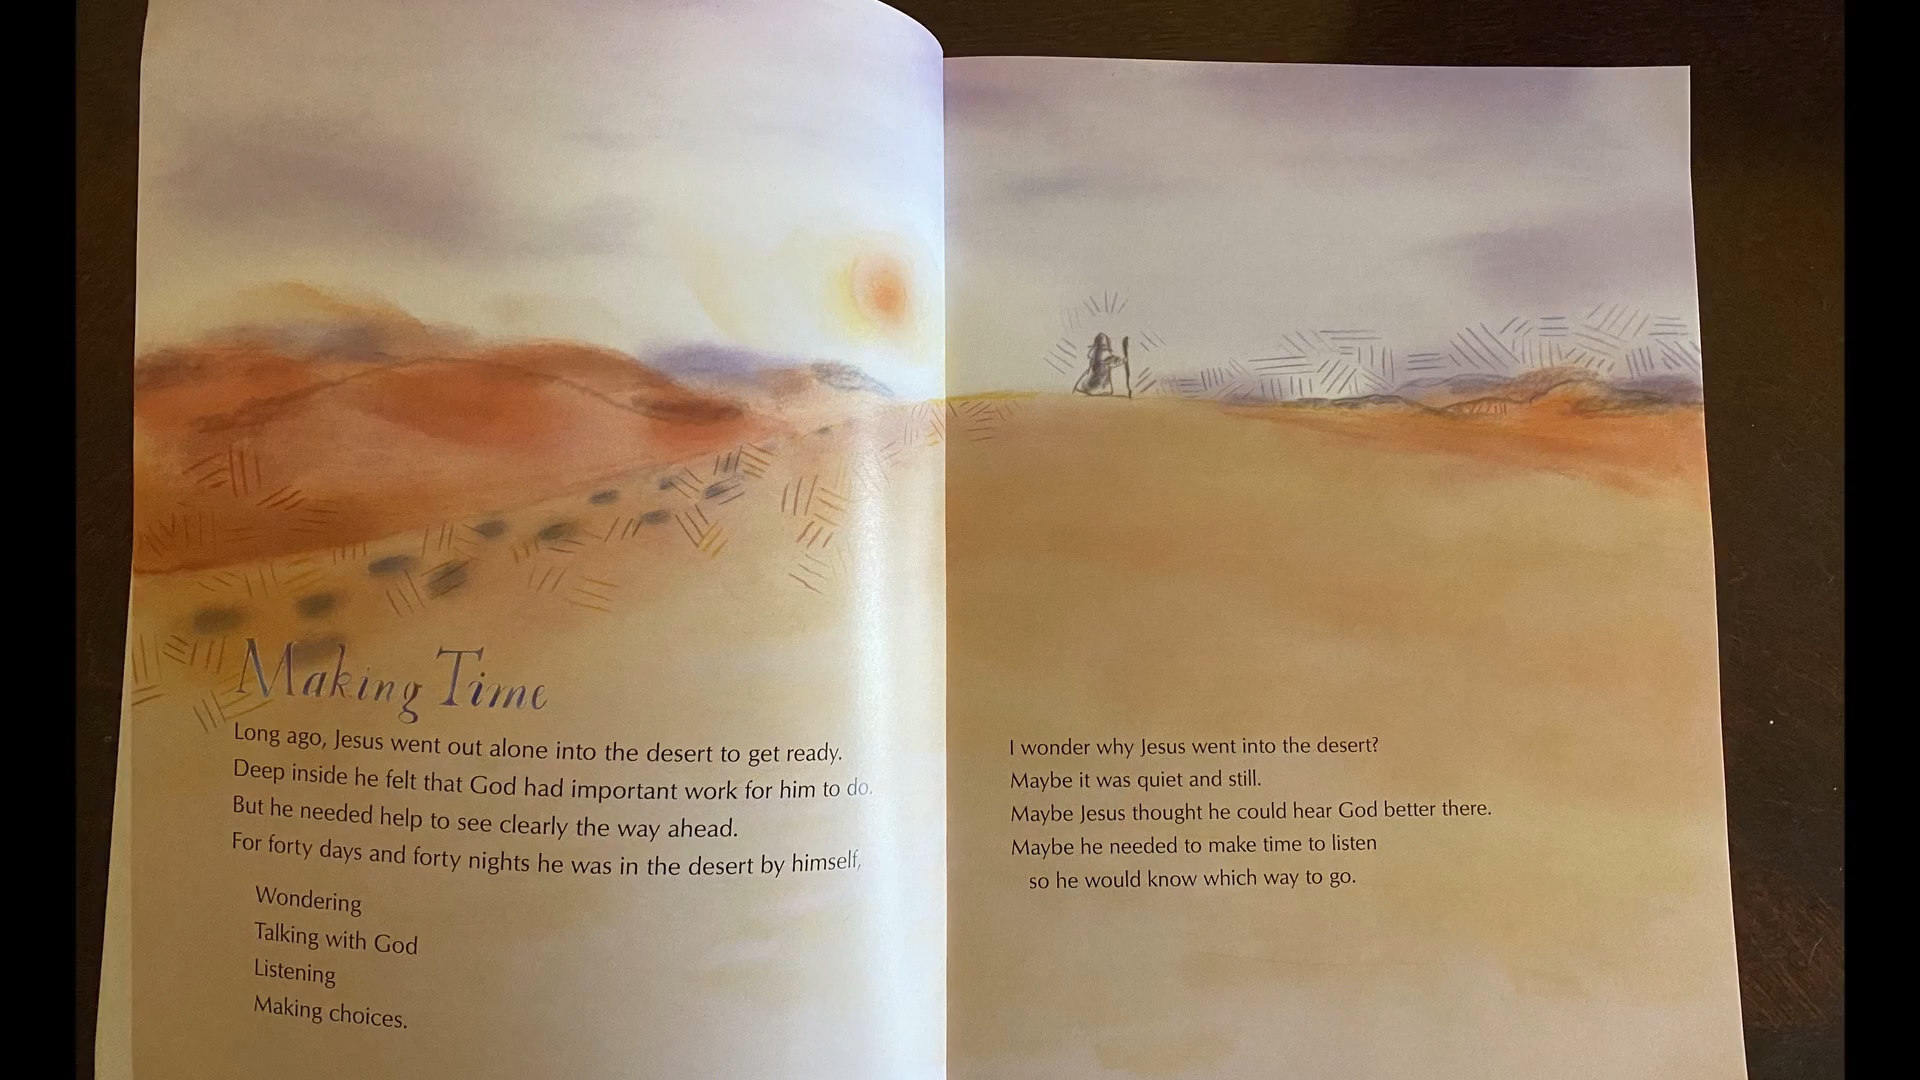 Making Time
Long ago, Jesus went out alone into the desert to get ready.
Deep inside he felt that God had important work for him to do.
But he needed help to see clearly the way ahead.
For forty days and forty nights he was in the desert by himself,
Wondering
Talking with God
Listening
Making choices.
I wonder why Jesus went into the desert?
Maybe it was quiet and still.
Maybe Jesus thought he could hear God better there.
Maybe he needed to make time to listen
so he would know which way to go.